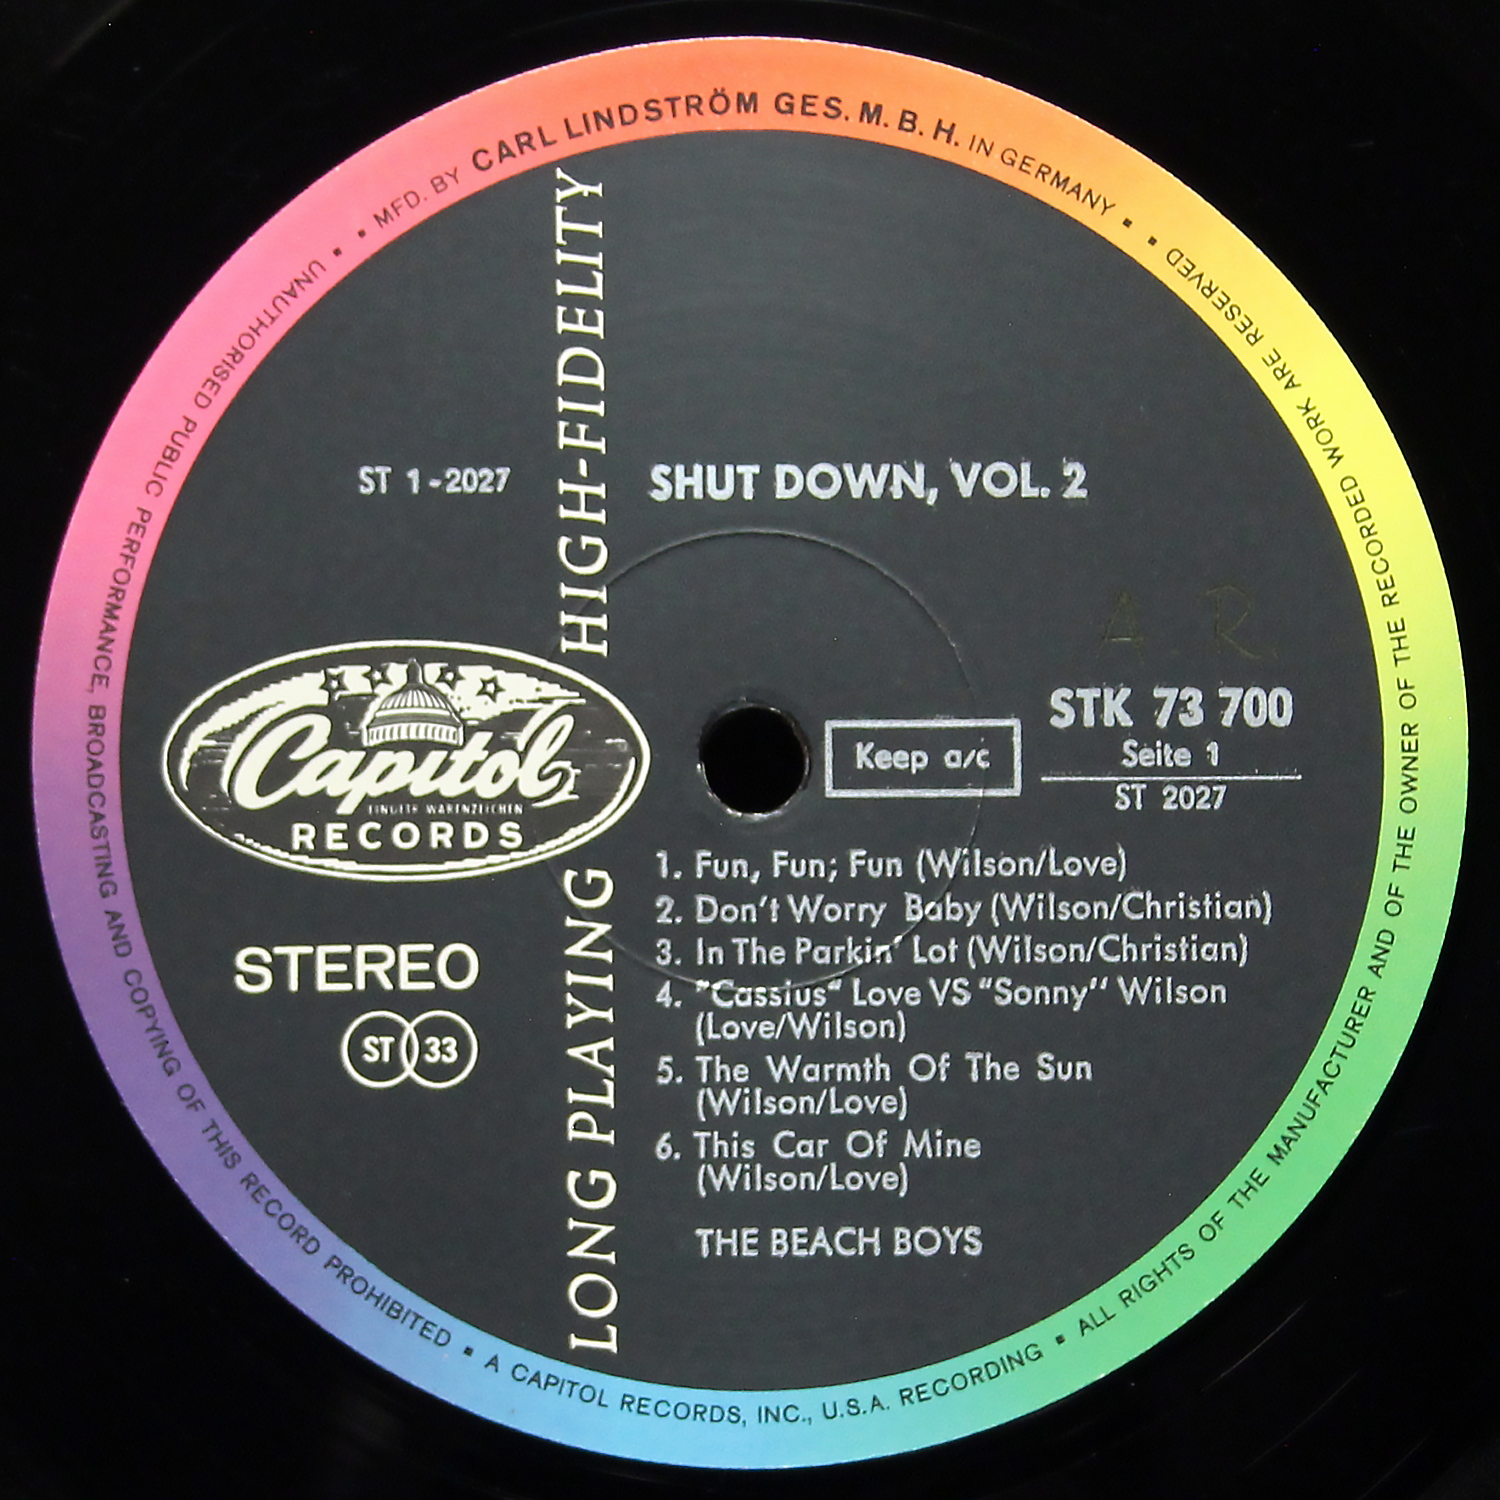 MFD. BY CARL LINDSTRÖM GES. M. B. H. IN GERMANY
ALL RIGHTS OF THE MANUFACTURER AND OF THE OWNER OF THE RECORDED WORK ARE RESERVED
UNAUTHORISED PUBLIC PERFORMANCE, BROADCASTING AND COPYING OF THIS RECORD PROHIBITED ▪ A CAPITOL RECORDS, INC., U.S.A. RECORDING
LONG PLAYING HIGH-FIDELITY
ST 1-2027
SHUT DOWN, VOL. 2
A R
Capitol
WARENZEICHEN
RECORDS
Keep a/c
STK 73 700
Seite 1
ST 2027
STEREO
ST 33
1. Fun, Fun; Fun (Wilson/Love)
2. Don't Worry Baby (Wilson/Christian)
3. In The Parkin' Lot (Wilson/Christian)
4. "Cassius" Love VS "Sonny" Wilson
(Love/Wilson)
5. The Warmth Of The Sun
(Wilson/Love)
6. This Car Of Mine
(Wilson/Love)
THE BEACH BOYS